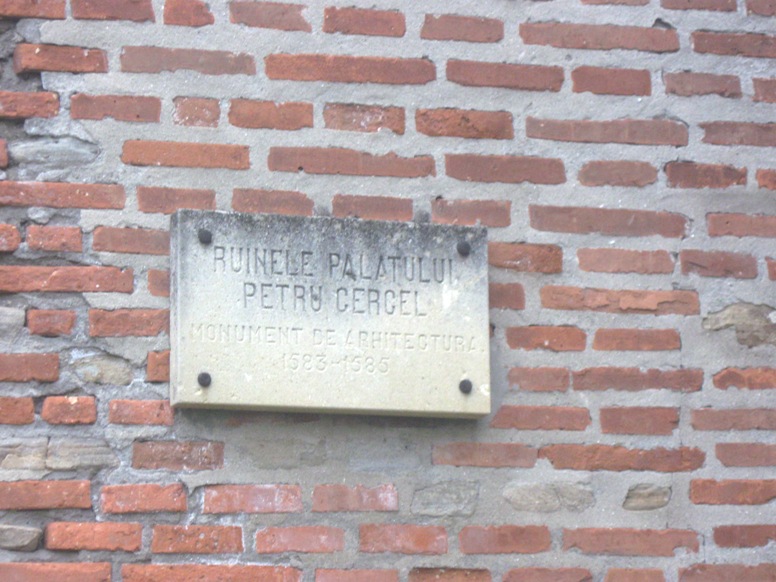 RUINELE PALATULUI
PETRU CERCEL
MONUMENT DE ARHITECTURA
1583-1585